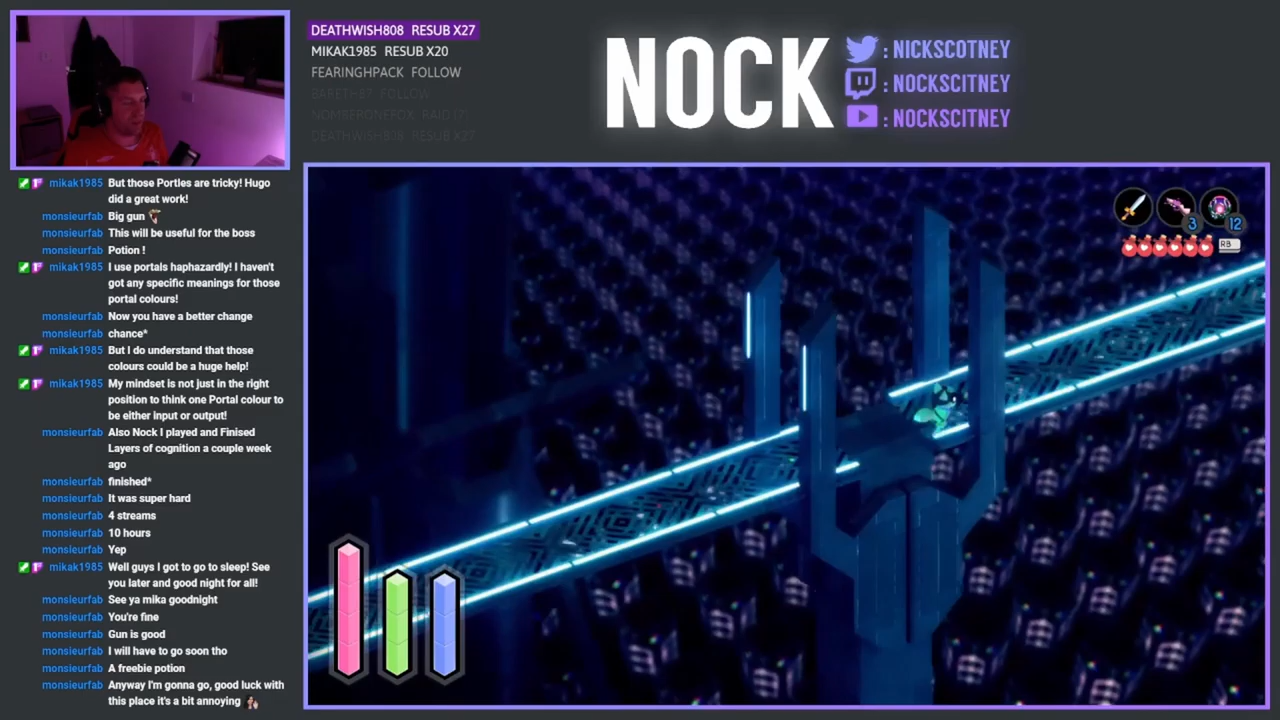 DEATHWISH808 RESUB X27
MIKAK1985 RESUB X20
FEARINGHPACK FOLLOW
NOMBERONEFOX RAID (7)
DEATHWISH808 RESUB X27
NOCK
: NICKSCOTNEY
: NOCKSCITNEY
: NOCKSCITNEY
mikak1985 But those Portles are tricky! Hugo
did a great work!
monsieurfab Big gun
monsieurfab This will be useful for the boss
monsieurfab Potion !
mikak1985 I use portals haphazardly! I haven't
got any specific meanings for those
portal colours!
monsieurfab Now you have a better change
monsieurfab chance*
mikak1985 But I do understand that those
colours could be a huge help!
mikak1985 My mindset is not just in the right
position to think one Portal colour to
be either input or output!
monsieurfab Also Nock I played and Finised
Layers of cognition a couple week
ago
monsieurfab finished*
monsieurfab It was super hard
monsieurfab 4 streams
monsieurfab 10 hours
monsieurfab Yep
mikak1985 Well guys I got to go to sleep! See
you later and good night for all!
monsieurfab See ya mika goodnight
monsieurfab You're fine
monsieurfab Gun is good
monsieurfab I will have to go soon tho
monsieurfab A freebie potion
monsieurfab Anyway I'm gonna go, good luck with
this place it's a bit annoying
3
12
RB